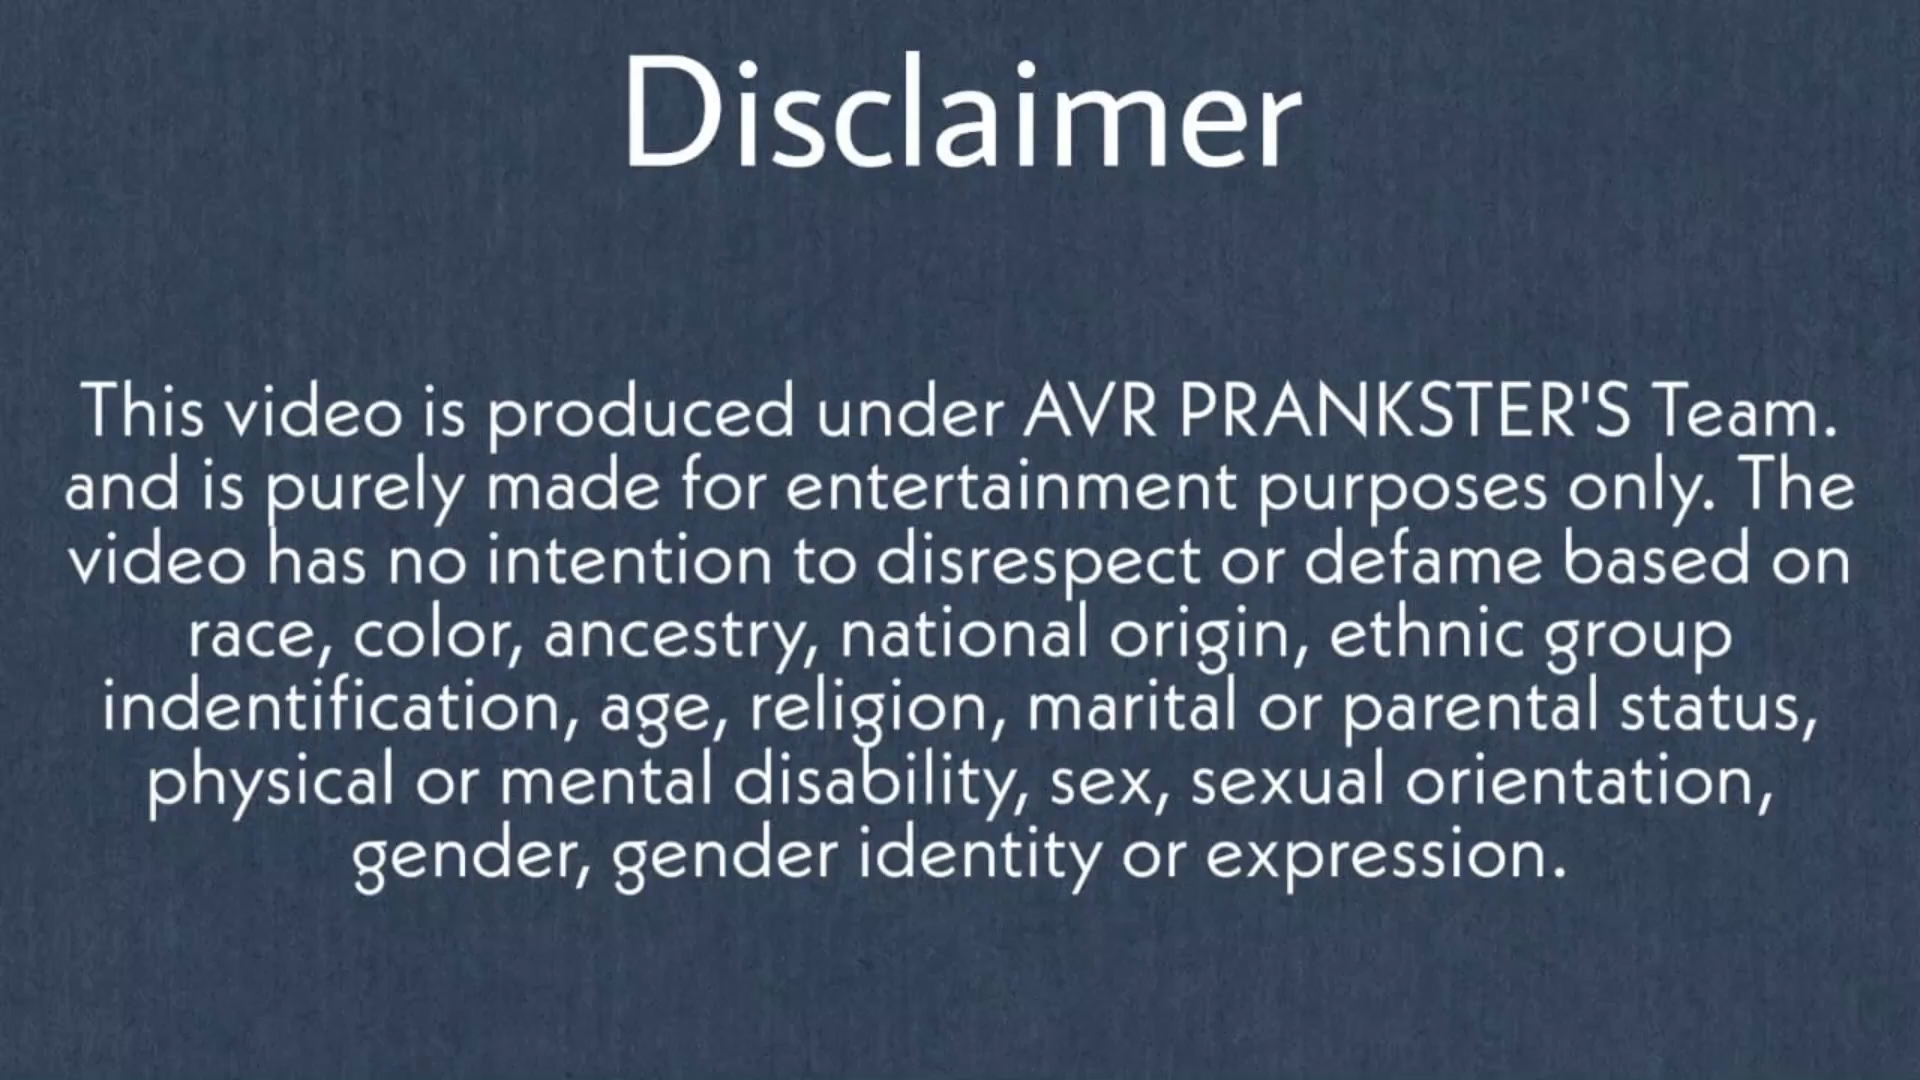 Disclaimer
This video is produced under AVR PRANKSTER'S Team.
and is purely made for entertainment purposes only. The
video has no intention to disrespect or defame based on
race, color, ancestry, national origin, ethnic group
indentification, age, religion, marital or parental status,
physical or mental disability, sex, sexual orientation,
gender, gender identity or expression.